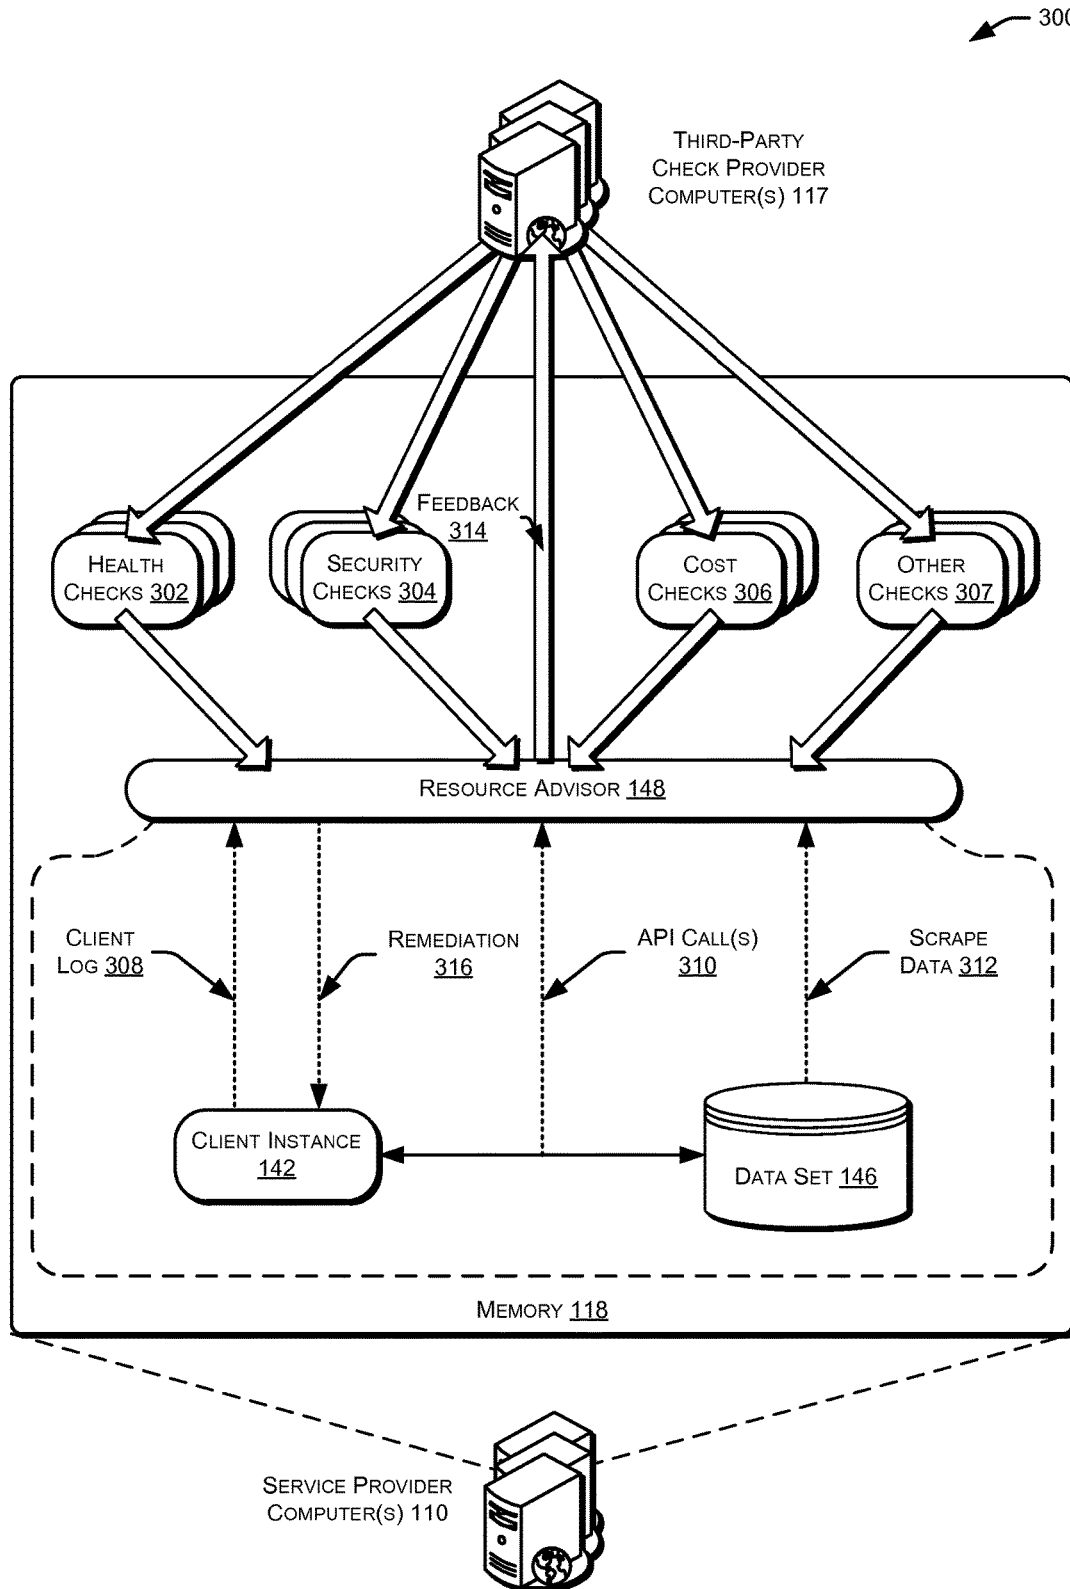 300
THIRD-PARTY
CHECK PROVIDER
COMPUTER(S) 117
FEEDBACK
314
HEALTH
CHECKS 302
SECURITY
CHECKS 304
COST
CHECKS 306
OTHER
CHECKS 307
RESOURCE ADVISOR 148
CLIENT
LOG 308
REMEDIATION
316
API CALL(S)
310
SCRAPE
DATA 312
CLIENT INSTANCE
142
DATA SET 146
MEMORY 118
SERVICE PROVIDER
COMPUTER(S) 110